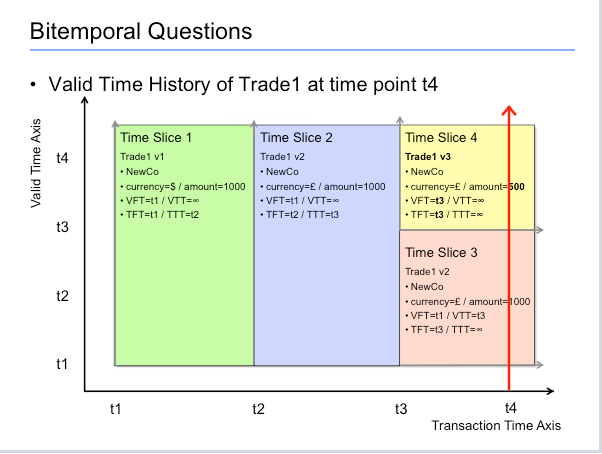 Bitemporal Questions
• Valid Time History of Trade1 at time point t4
Valid Time Axis
t4
t3
t2
t1
Time Slice 1
Trade1 v1
• NewCo
• currency=$ / amount=1000
• VFT=t1 / VTT=∞
• TFT=t1 / TTT=t2
Time Slice 2
Trade1 v2
• NewCo
• currency=£ / amount=1000
• VFT=t1 / VTT=∞
• TFT=t2 / TTT=t3
Time Slice 4
Trade1 v3
• NewCo
• currency=£ / amount=500
• VFT=t3 / VTT=∞
• TFT=t3 / TTT=∞
Time Slice 3
Trade1 v2
• NewCo
• currency=£ / amount=1000
• VFT=t1 / VTT=t3
• TFT=t3 / TTT=∞
t1 t2 t3 t4
Transaction Time Axis